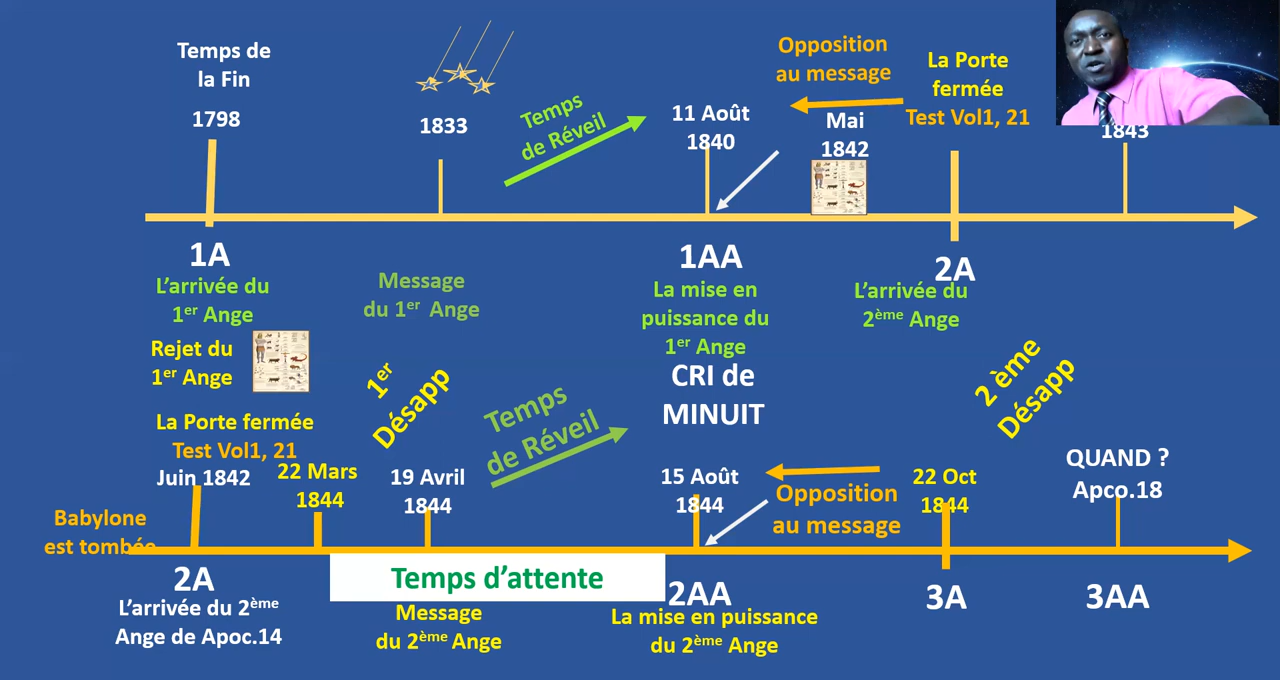 Temps de
la Fin
1798
1833
Temps
de Réveil
11 Août
1840
Opposition
au message
Mai
1842
La Porte
fermée
Test Vol1, 21
1843
1A
L’arrivée du
1er Ange
Message
du 1er Ange
1AA
La mise en
puissance du
1er Ange
2A
L’arrivée du
2ème Ange
Rejet du
1er Ange
1er
Désapp
Temps
de Réveil
CRI de
MINUIT
2 ème
Désapp
La Porte fermée
Test Vol1, 21
Juin 1842
22 Mars
1844
19 Avril
1844
15 Août
1844
Opposition
au message
22 Oct
1844
QUAND ?
Apco.18
Babylone
est tombée
2A
L’arrivée du 2ème
Ange de Apoc.14
Temps d’attente
Message
du 2ème Ange
2AA
La mise en puissance
du 2ème Ange
3A
3AA